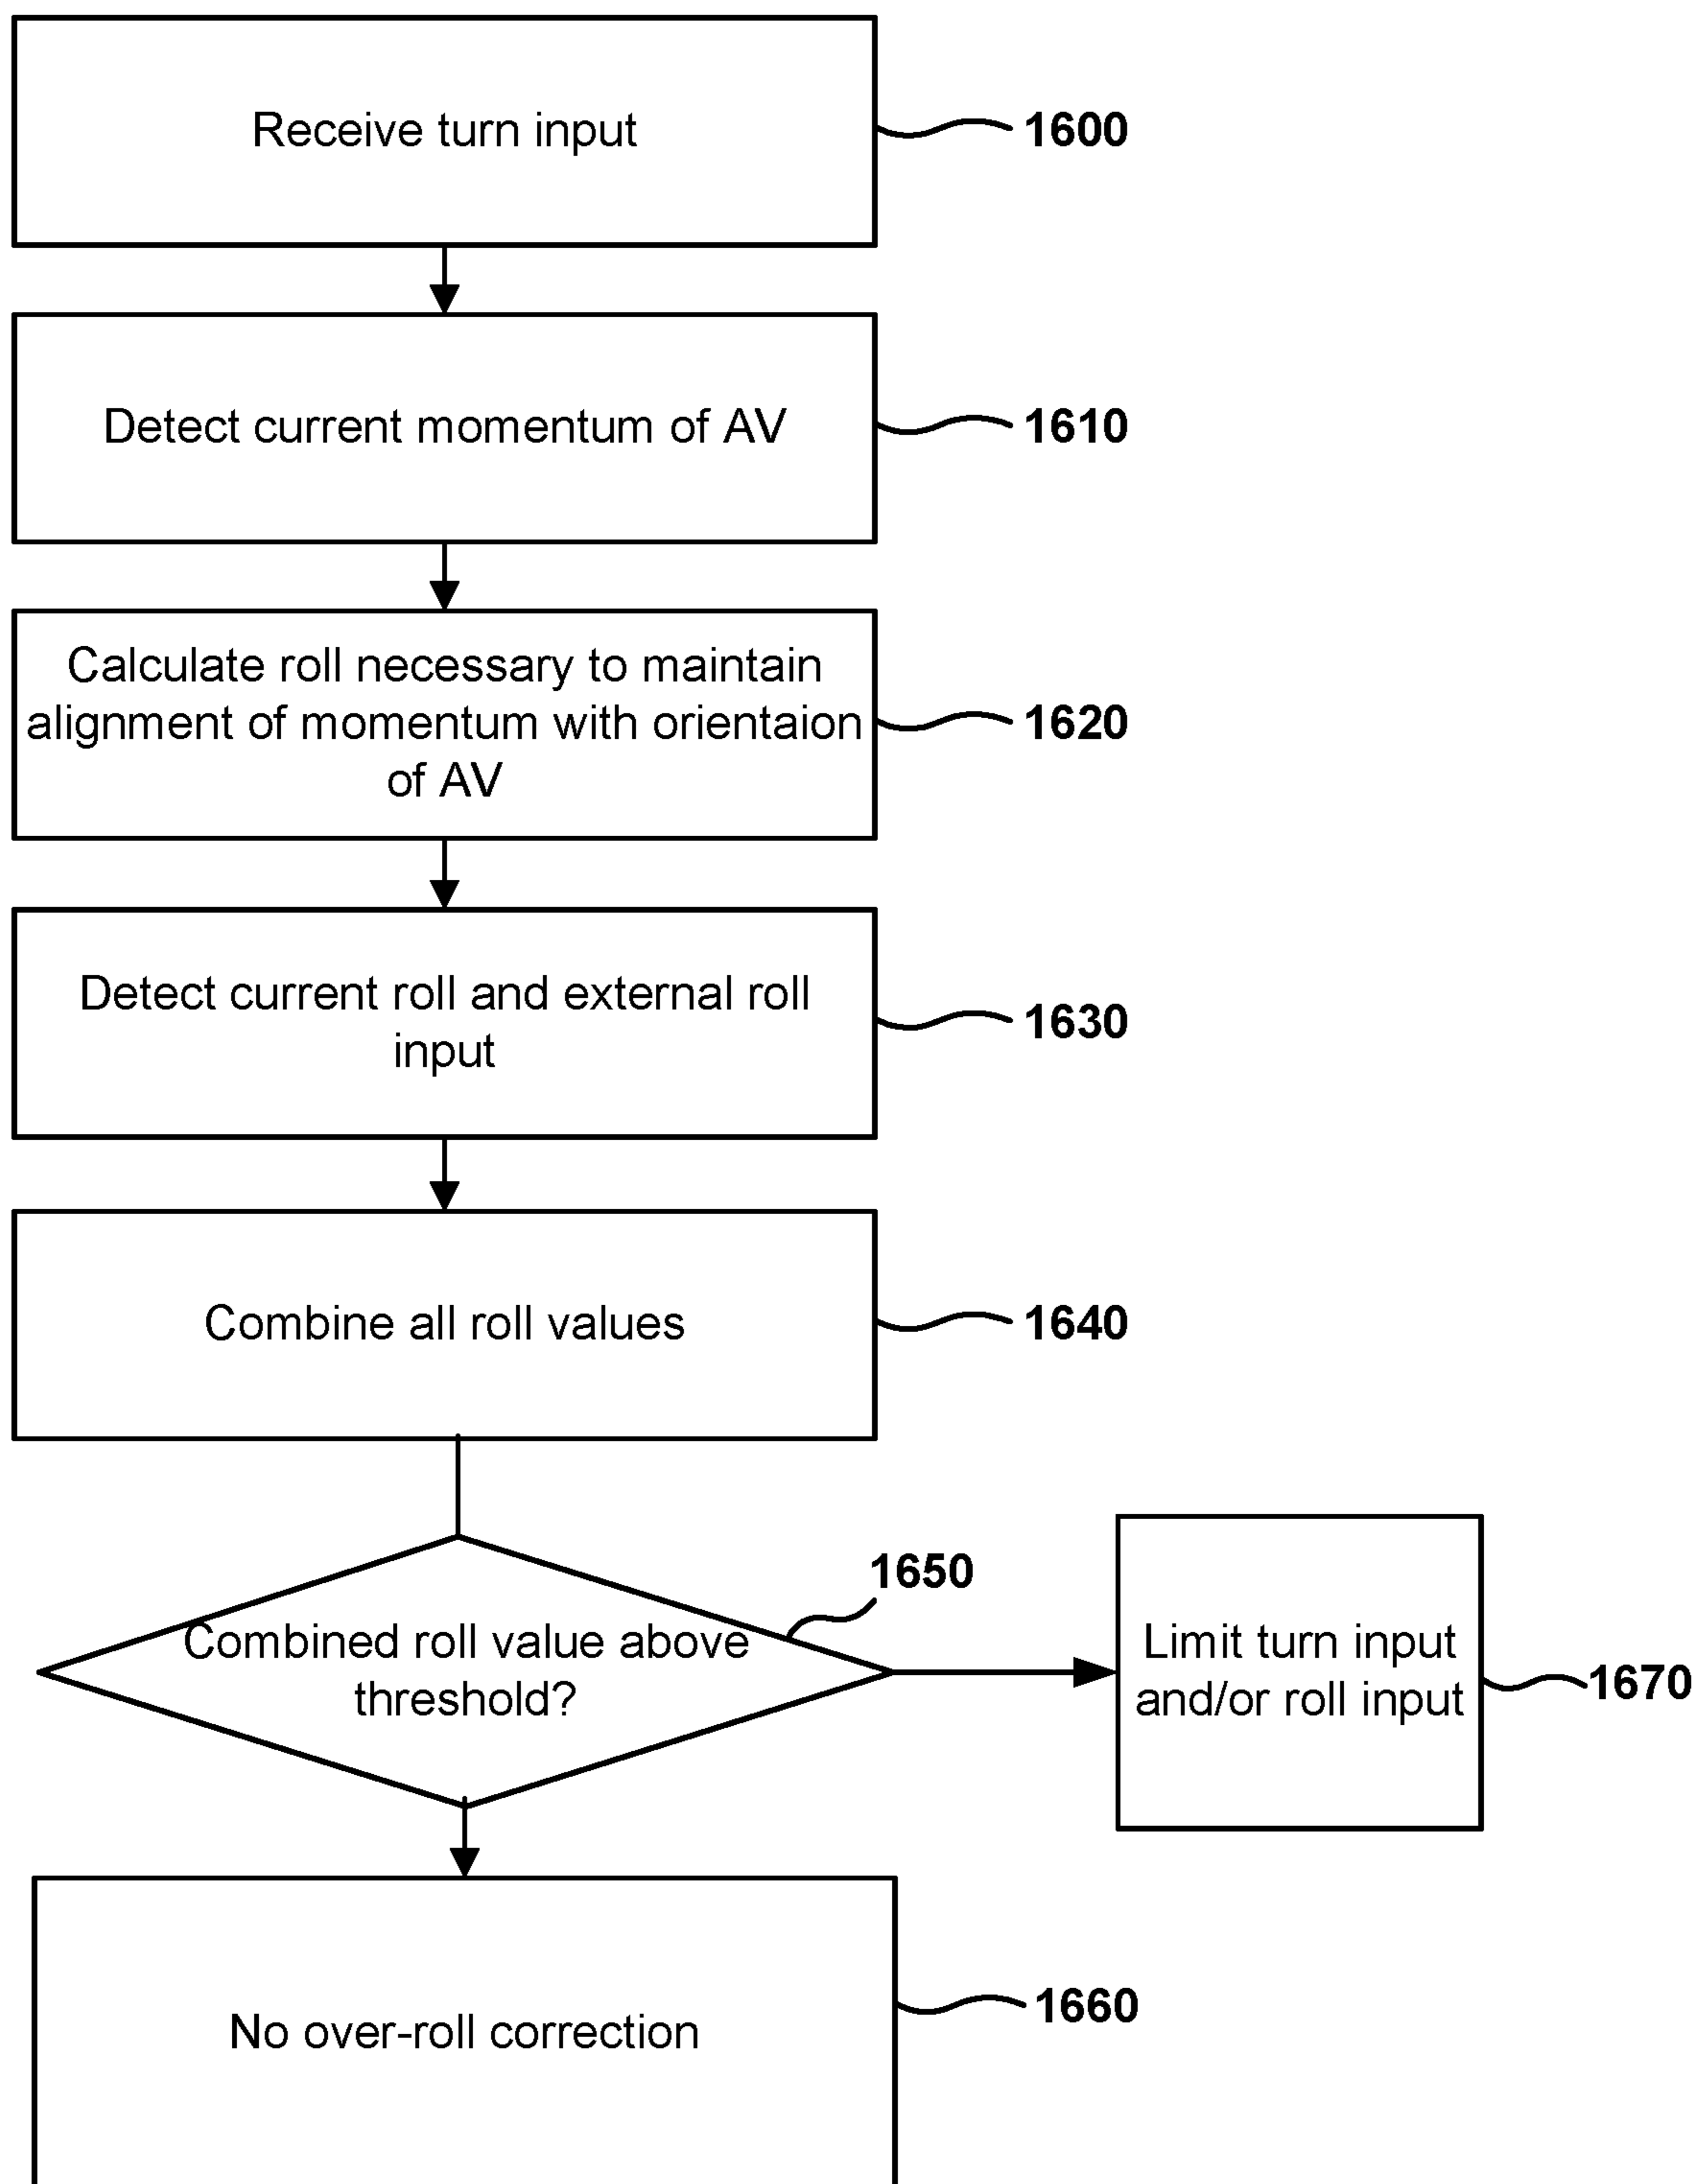 Receive turn input
1600
Detect current momentum of AV
1610
Calculate roll necessary to maintain
alignment of momentum with orientaion
of AV
1620
Detect current roll and external roll
input
1630
Combine all roll values
1640
1650
Combined roll value above
threshold?
Limit turn input
and/or roll input
1670
No over-roll correction
1660